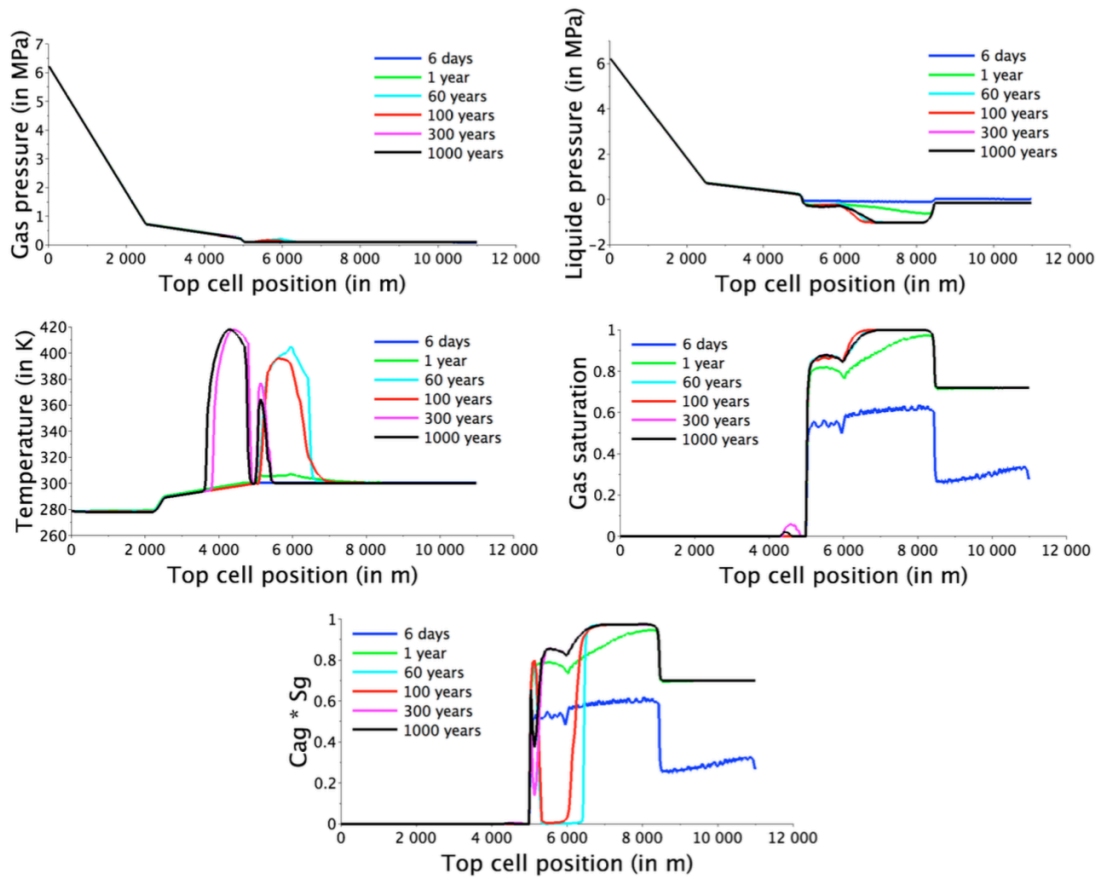 Gas pressure (in MPa)
7
6
5
4
3
2
1
0
0 2 000 4 000 6 000 8 000 10 000 12 000
Top cell position (in m)
6 days
1 year
60 years
100 years
300 years
1000 years
Liquide pressure (in MPa)
6
4
2
0
−2
0 2 000 4 000 6 000 8 000 10 000 12 000
Top cell position (in m)
6 days
1 year
60 years
100 years
300 years
1000 years
Temperature (in K)
420
400
380
360
340
320
300
280
260
0 2 000 4 000 6 000 8 000 10 000 12 000
Top cell position (in m)
6 days
1 year
60 years
100 years
300 years
1000 years
Gas saturation
1
0.8
0.6
0.4
0.2
0
0 2 000 4 000 6 000 8 000 10 000 12 000
Top cell position (in m)
6 days
1 year
60 years
100 years
300 years
1000 years
Cag * Sg
1
0.8
0.6
0.4
0.2
0
0 2 000 4 000 6 000 8 000 10 000 12 000
Top cell position (in m)
6 days
1 year
60 years
100 years
300 years
1000 years